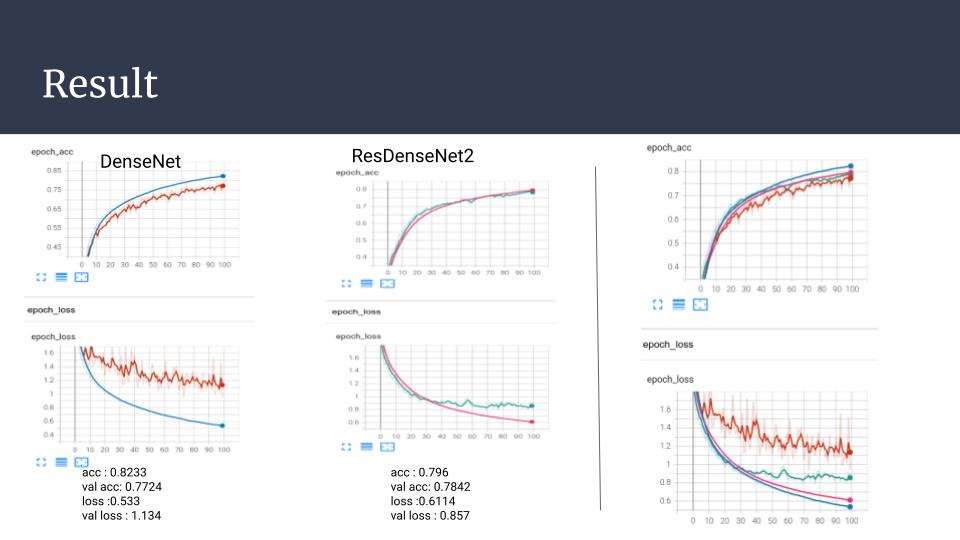 Result
epoch_acc
DenseNet
0.85
0.75
0.65
0.55
0.45
0 10 20 30 40 50 60 70 80 90 100
epoch_loss
epoch_loss
1.6
1.4
1.2
1
0.8
0.6
0.4
0 10 20 30 40 50 60 70 80 90 100
acc : 0.8233
val acc: 0.7724
loss :0.533
val loss : 1.134
ResDenseNet2
epoch_acc
0.8
0.7
0.6
0.5
0.4
0 10 20 30 40 50 60 70 80 90 100
epoch_loss
epoch_loss
1.6
1.4
1.2
1
0.8
0.6
0 10 20 30 40 50 60 70 80 90 100
acc : 0.796
val acc: 0.7842
loss :0.6114
val loss : 0.857
epoch_acc
0.8
0.7
0.6
0.5
0.4
0 10 20 30 40 50 60 70 80 90 100
epoch_loss
epoch_loss
1.6
1.4
1.2
1
0.8
0.6
0 10 20 30 40 50 60 70 80 90 100